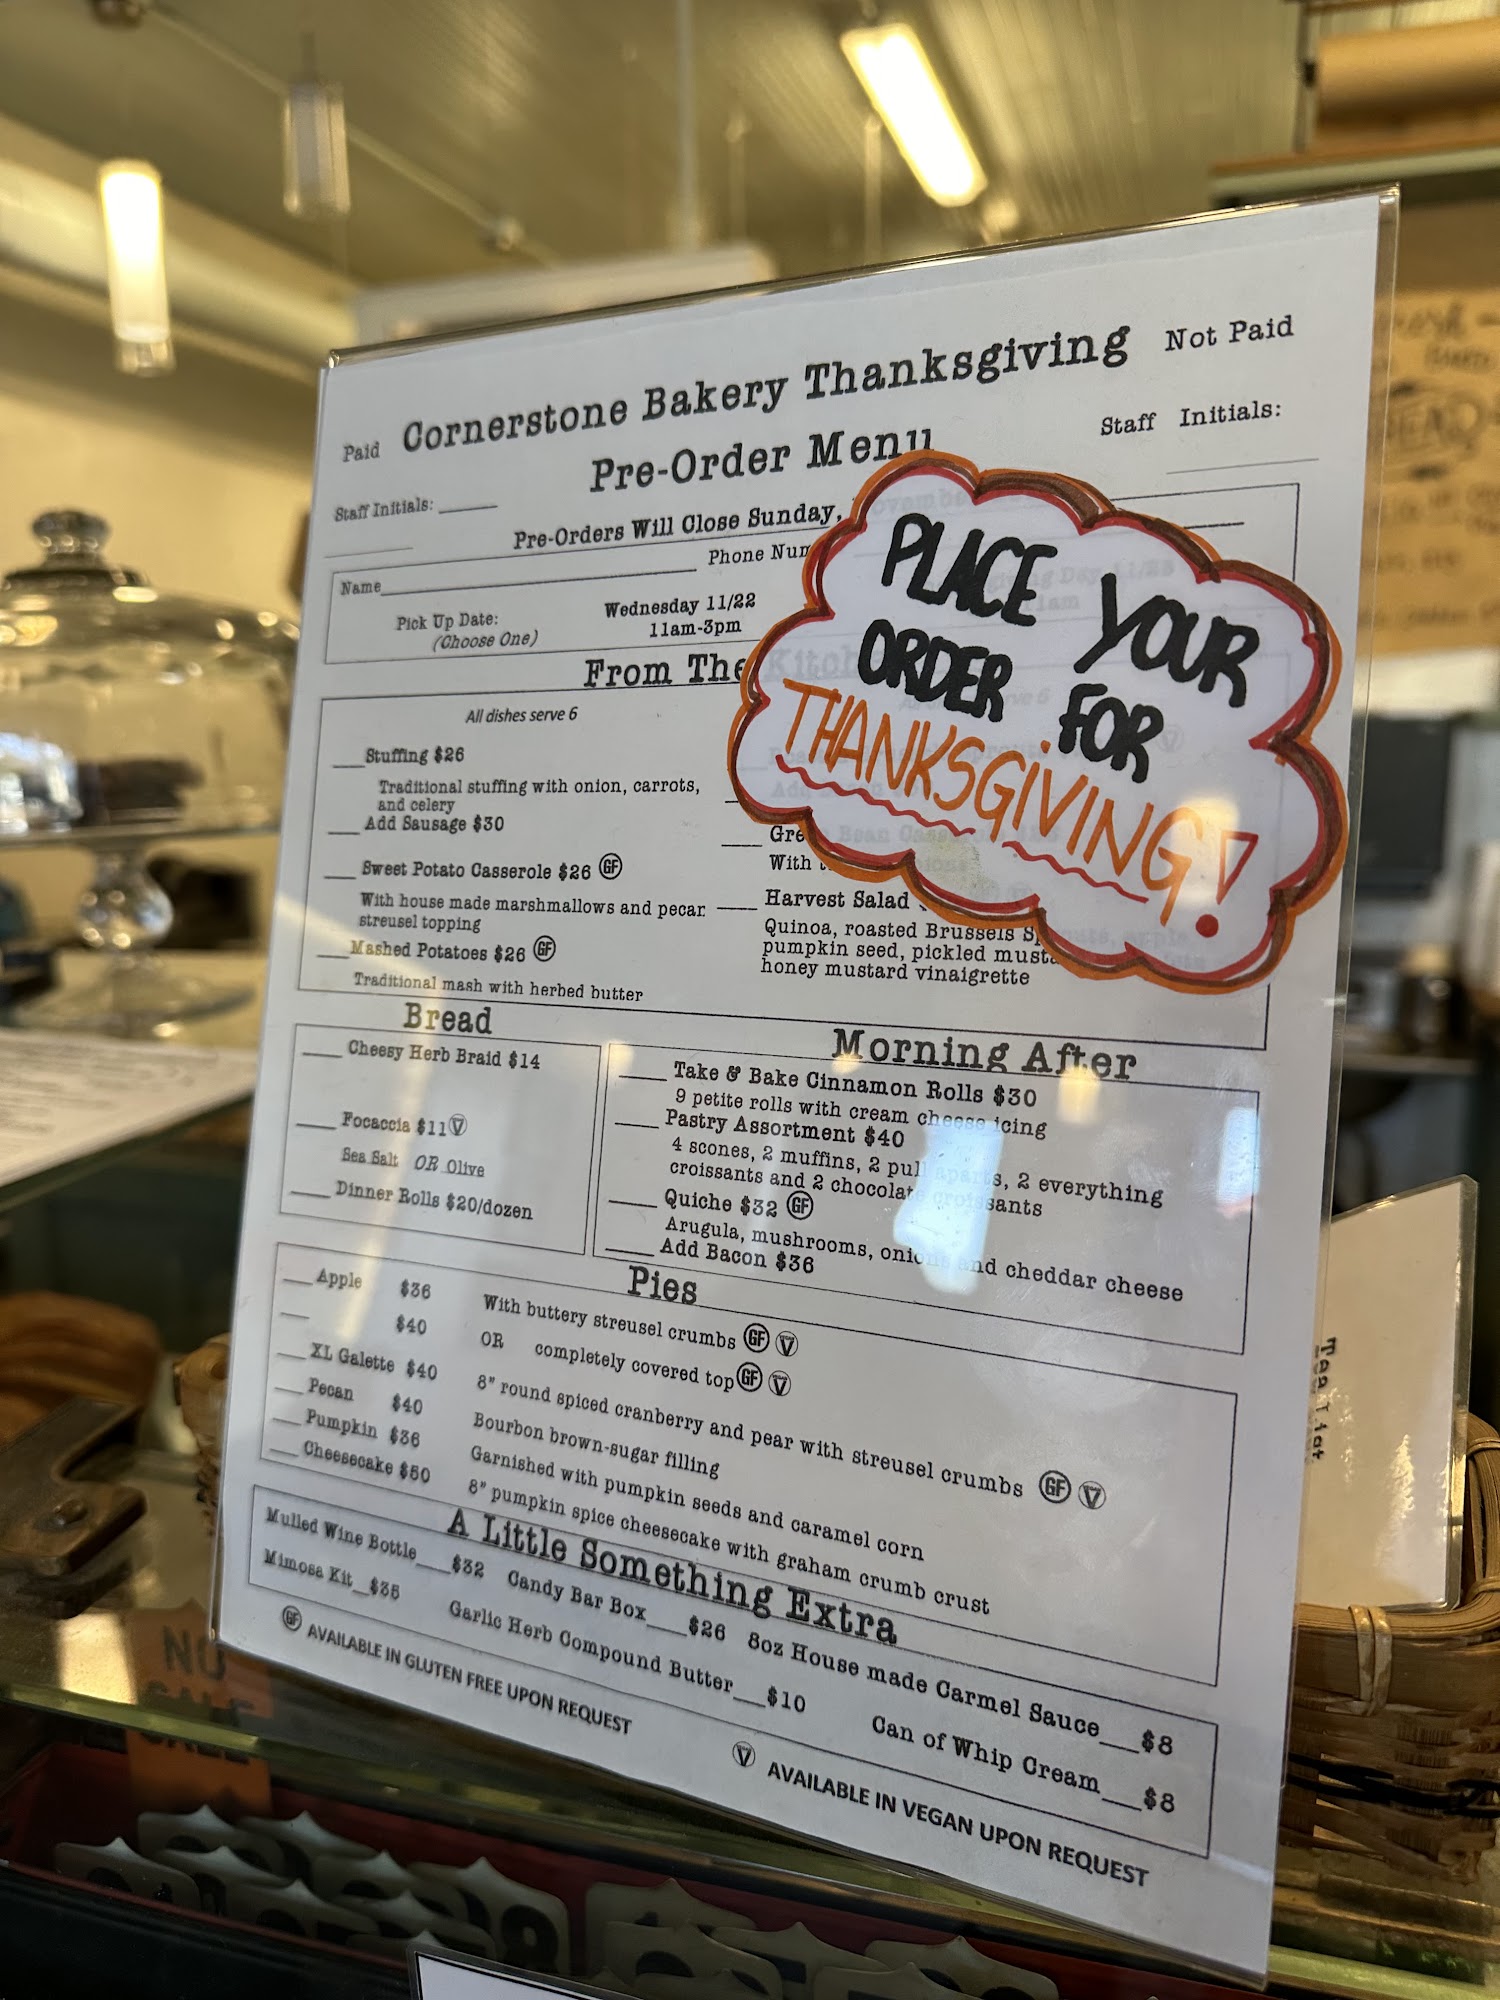 Cornerstone Bakery Thanksgiving
Pre-Order Menu
Paid
Not Paid
Staff Initials:
Staff Initials:
Pre-Orders Will Close Sunday,
Name
Phone
Pick Up Date:
(Choose One)
Wednesday 11/22
11am-3pm
PLACE YOUR
ORDER FOR
THANKSGiViNG!
From The Kitch
All dishes serve 6
Stuffing $26
Traditional stuffing with onion, carrots,
and celery
Add Sausage $30
Sweet Potato Casserole $26 GF
With house made marshmallows and pecan
streusel topping
Mashed Potatoes $26 GF
Traditional mash with herbed butter
With
Harvest Salad
Quinoa, roasted Brussels
pumpkin seed, pickled
honey mustard vinaigrette
Bread
Cheesy Herb Braid $14
Focaccia $11 V
Sea Salt OR Olive
Dinner Rolls $20/dozen
Morning After
Take & Bake Cinnamon Rolls $30
9 petite rolls with cream cheese icing
Pastry Assortment $40
4 scones, 2 muffins, 2 pull aparts, 2 everything
croissants and 2 chocolate croissants
Quiche $32 GF
Arugula, mushrooms, onions and cheddar cheese
Add Bacon $36
Pies
Apple $36 With buttery streusel crumbs GF V
$40 OR completely covered top GF V
XL Galette $40 8" round spiced cranberry and pear with streusel crumbs GF V
Pecan $40 Bourbon brown-sugar filling
Pumpkin $36 Garnished with pumpkin seeds and caramel corn
Cheesecake $50 8" pumpkin spice cheesecake with graham crumb crust
A Little Something Extra
Mulled Wine Bottle $32 Candy Bar Box $26 8oz House made Carmel Sauce $8
Mimosa Kit $35 Garlic Herb Compound Butter $10 Can of Whip Cream $8
GF AVAILABLE IN GLUTEN FREE UPON REQUEST
V AVAILABLE IN VEGAN UPON REQUEST
Tea List
NO